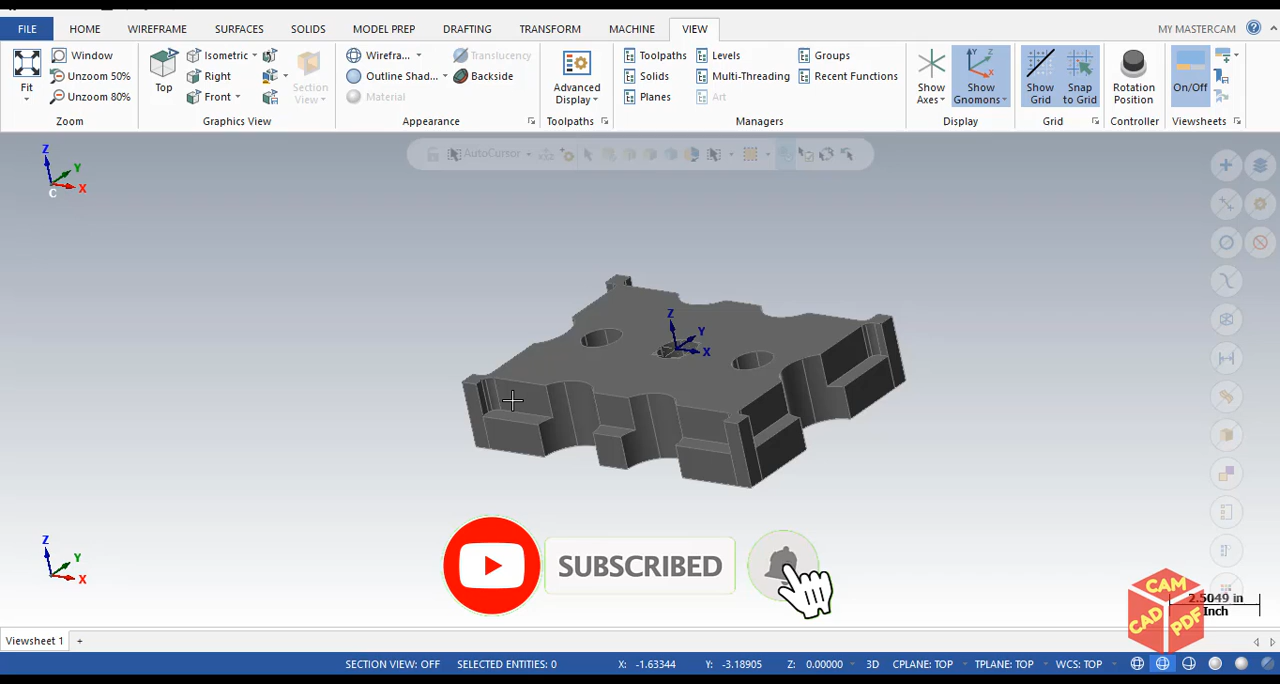 FILE HOME WIREFRAME SURFACES SOLIDS MODEL PREP DRAFTING TRANSFORM MACHINE VIEW MY MASTERCAM
Fit
Window
Unzoom 50%
Unzoom 80%
Zoom
Top
Isometric
Right
Front
Section View
Graphics View
Wirefra...
Outline Sha...
Material
Translucency
Backside
Appearance
Advanced Display
Toolpaths
Toolpaths
Solids
Planes
Levels
Multi-Threading
Art
Groups
Recent Functions
Managers
Show Axes
Show Gnomons
Display
Show Grid
Snap to Grid
Grid
Rotation Position
Controller
On/Off
Viewsheets
AutoCursor
XYZ
Z
Y
X
C
Z
Y
X
Z
Y
X
SUBSCRIBED
CAM
CAD
PDF
2.5049 in
Inch
Viewsheet 1 +
SECTION VIEW: OFF SELECTED ENTITIES: 0 X: -1.63344 Y: -3.18905 Z: 0.00000 3D CPLANE: TOP TPLANE: TOP WCS: TOP